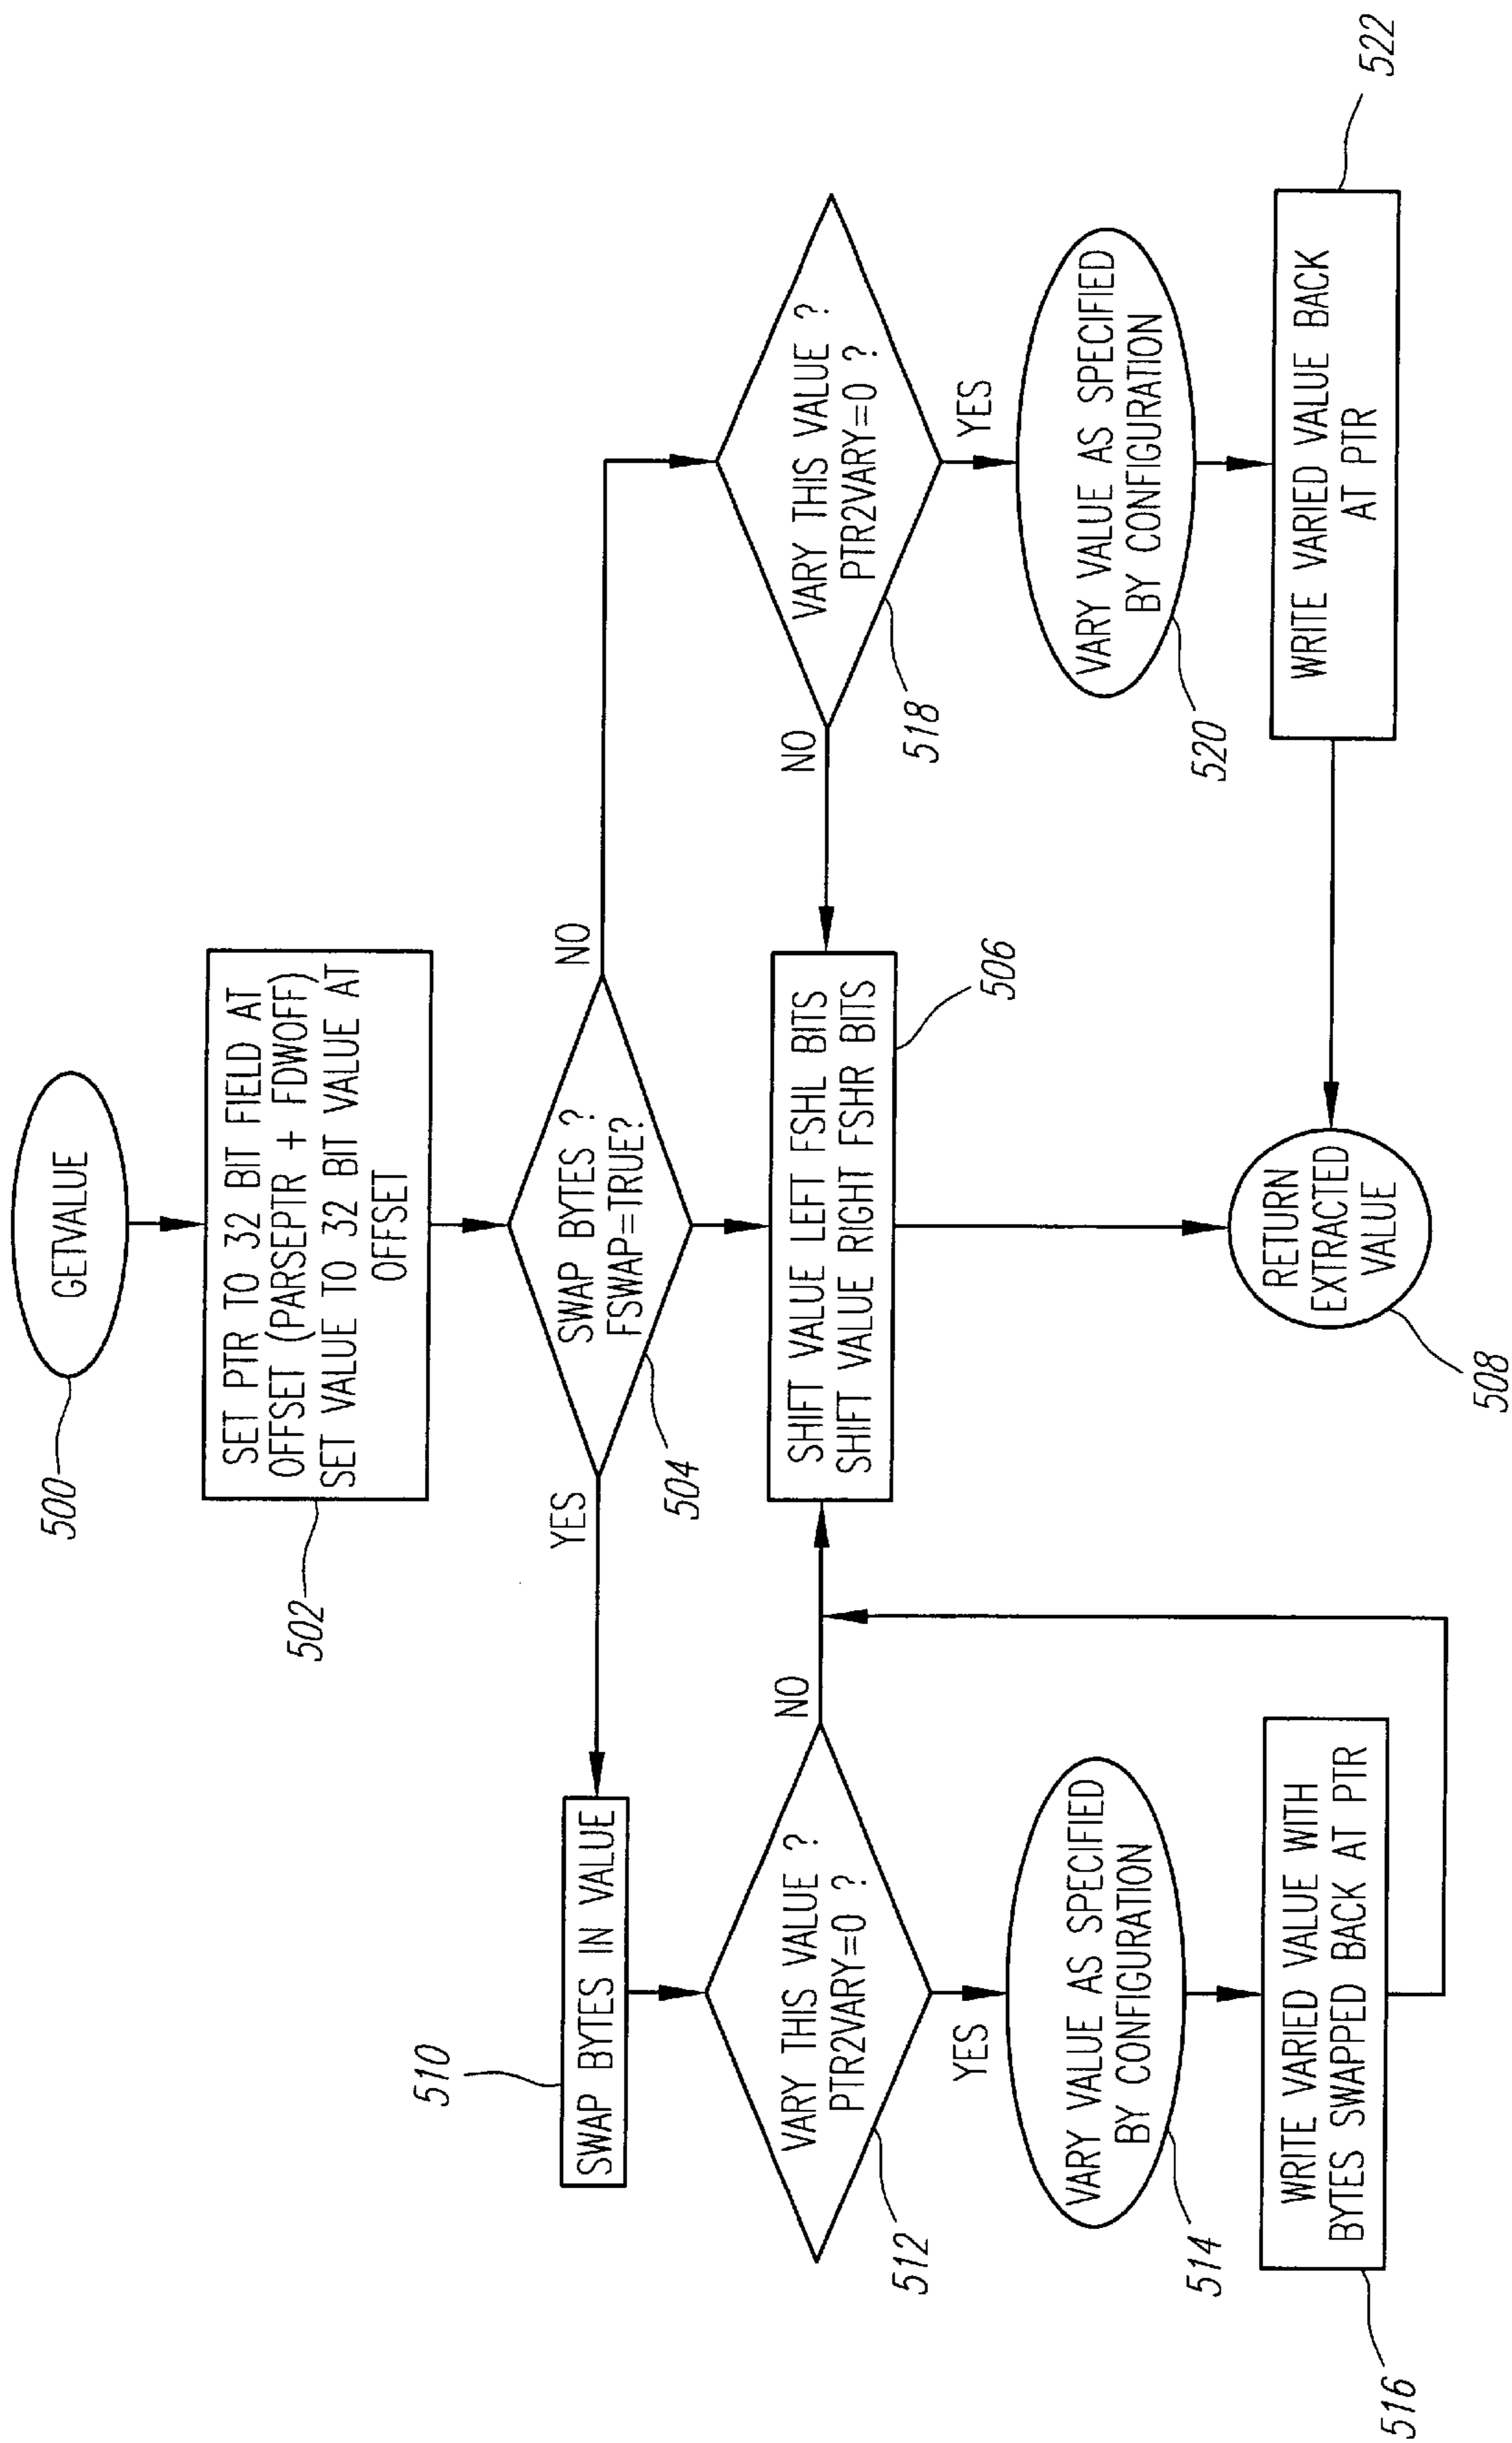 GETVALUE
500
SET PTR TO 32 BIT FIELD AT
OFFSET (PARSEPTR + FDWOFF)
SET VALUE TO 32 BIT VALUE AT
OFFSET
502
SWAP BYTES ?
FSWAP=TRUE?
504
YES
NO
510
SWAP BYTES IN VALUE
VARY THIS VALUE ?
PTR2VARY=0 ?
512
NO
YES
SHIFT VALUE LEFT FSHL BITS
SHIFT VALUE RIGHT FSHR BITS
506
VARY THIS VALUE ?
PTR2VARY=0 ?
518
NO
YES
VARY VALUE AS SPECIFIED
BY CONFIGURATION
514
VARY VALUE AS SPECIFIED
BY CONFIGURATION
520
WRITE VARIED VALUE WITH
BYTES SWAPPED BACK AT PTR
516
RETURN
EXTRACTED
VALUE
508
WRITE VARIED VALUE BACK
AT PTR
522